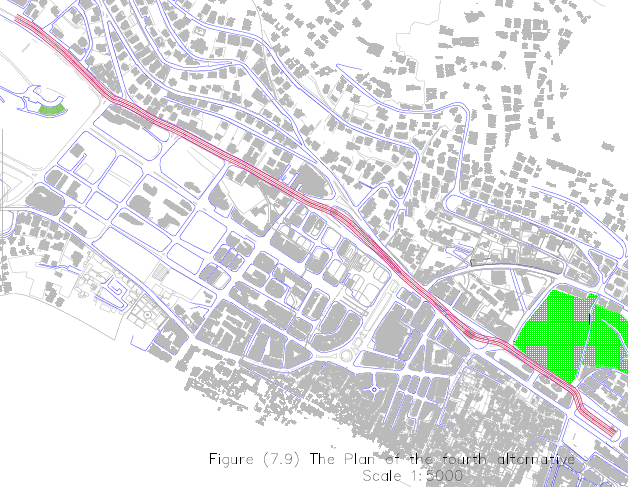 Figure (7.9) The Plan of the fourth alternative
Scale 1:5000